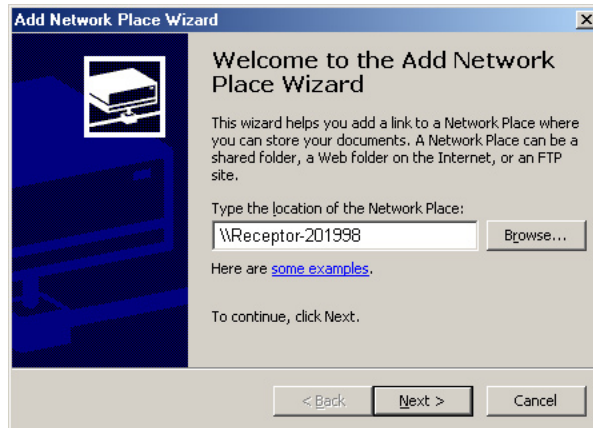 Add Network Place Wizard
Welcome to the Add Network
Place Wizard
This wizard helps you add a link to a Network Place where
you can store your documents. A Network Place can be a
shared folder, a Web folder on the Internet, or an FTP
site.
Type the location of the Network Place:
\\Receptor-201998
Browse...
Here are some examples.
To continue, click Next.
< Back
Next >
Cancel